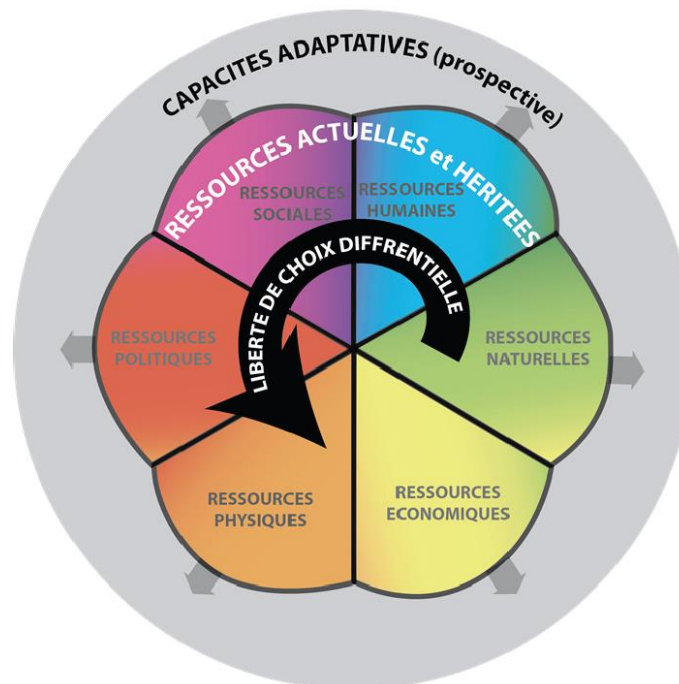 CAPACITES ADAPTATIVES (prospective)
RESSOURCES ACTUELLES et HERITEES
RESSOURCES
SOCIALES
RESSOURCES
HUMAINES
LIBERTE DE CHOIX DIFFRENTIELLE
RESSOURCES
POLITIQUES
RESSOURCES
NATURELLES
RESSOURCES
PHYSIQUES
RESSOURCES
ECONOMIQUES